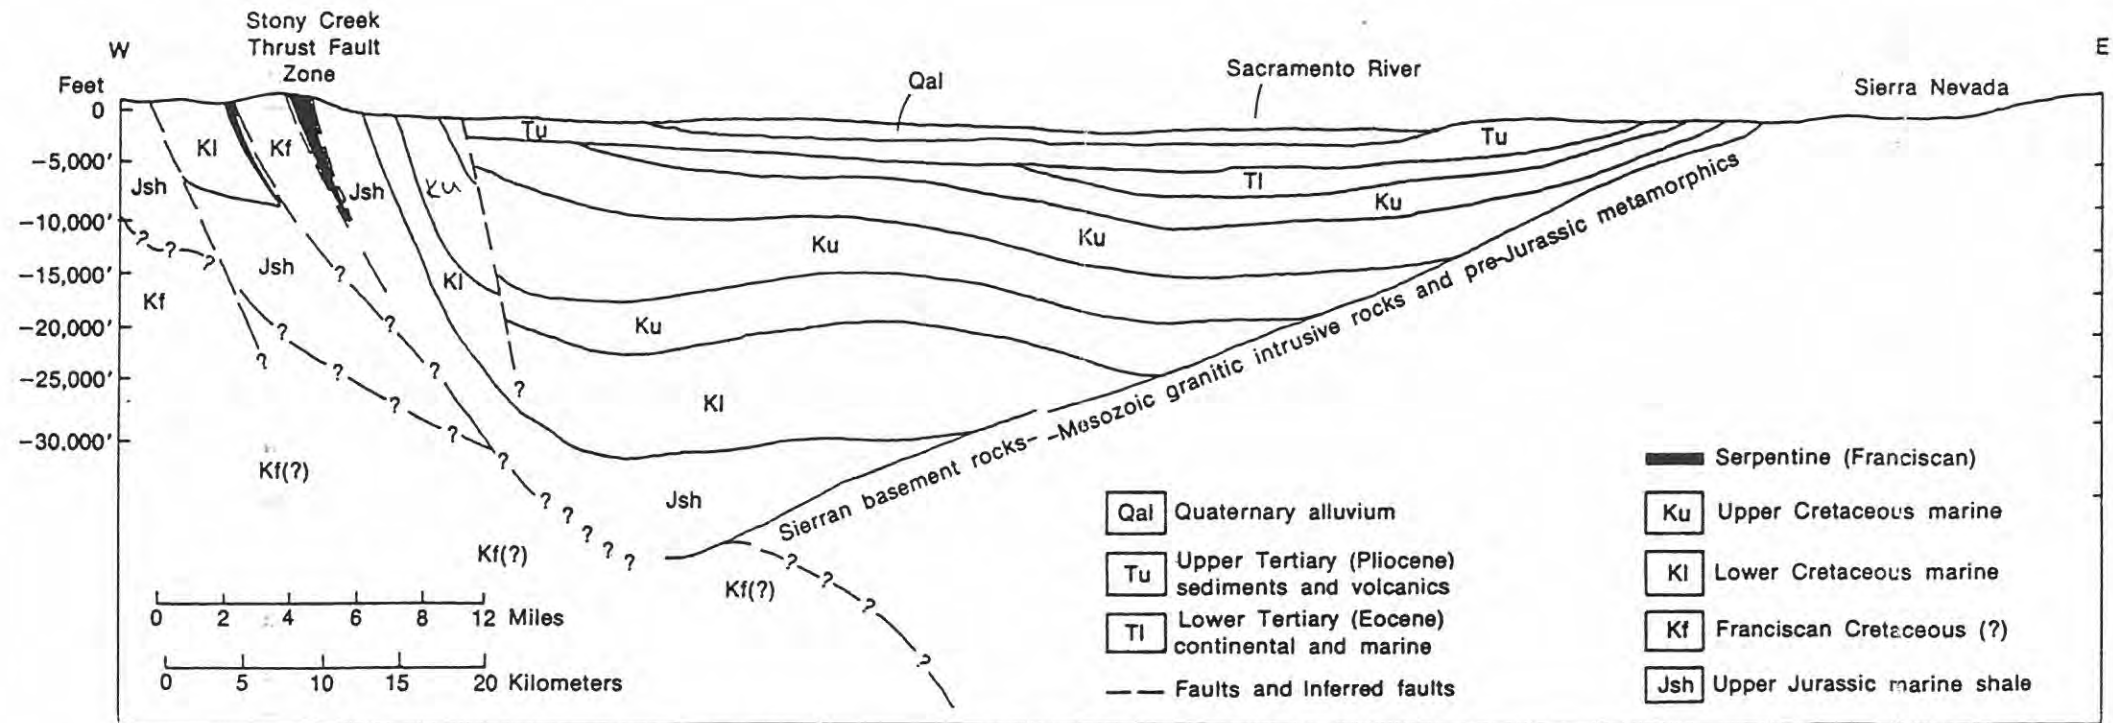 W
Stony Creek
Thrust Fault
Zone
E
Feet
0
-5,000'
-10,000'
-15,000'
-20,000'
-25,000'
-30.000'
Qal
Sacramento River
Sierra Nevada
Kl
Kf
Jsh
Jsh
Ku
Tu
Tu
Tl
Ku
Ku
Ku
Ku
Kl
Jsh
Kf
Kl
Jsh
Kf(?)
Kf(?)
Kf(?)
? ? ? ? ? ? ? ? ? ? ? ? ? ? ? ? ? ? ? ? ? ?
Sierran basement rocks--Mesozoic granitic intrusive rocks and pre-Jurassic metamorphics
0 2 4 6 8 12 Miles
0 5 10 15 20 Kilometers
Qal Quaternary alluvium
Tu Upper Tertiary (Pliocene)
sediments and volcanics
Tl Lower Tertiary (Eocene)
continental and marine
Faults and Inferred faults
Serpentine (Franciscan)
Ku Upper Cretaceous marine
Kl Lower Cretaceous marine
Kf Franciscan Cretaceous (?)
Jsh Upper Jurassic marine shale